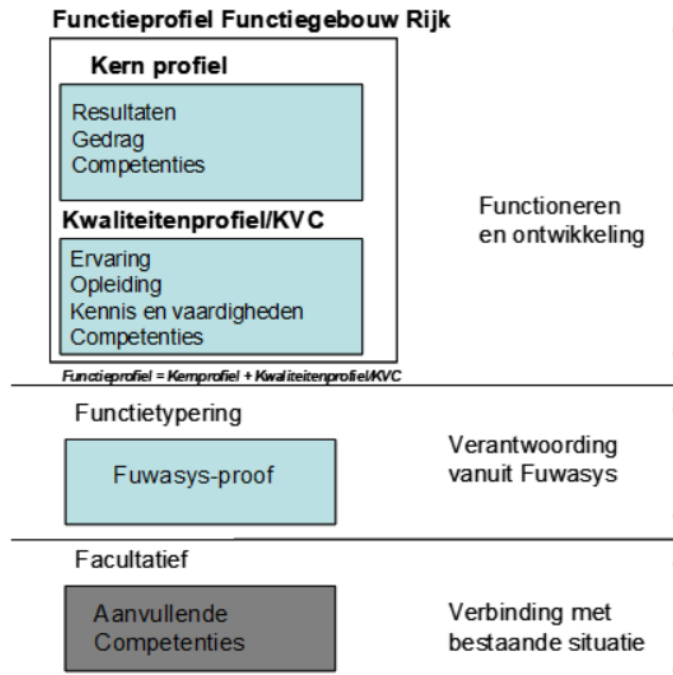 Functieprofiel Functiegebouw Rijk
Kern profiel
Resultaten
Gedrag
Competenties
Kwaliteitenprofiel/KVC
Ervaring
Opleiding
Kennis en vaardigheden
Competenties
Functioneren
en ontwikkeling
Functieprofiel = Kernprofiel + Kwaliteitenprofiel/KVC
Functietypering
Fuwasys-proof
Verantwoording
vanuit Fuwasys
Facultatief
Aanvullende
Competenties
Verbinding met
bestaande situatie